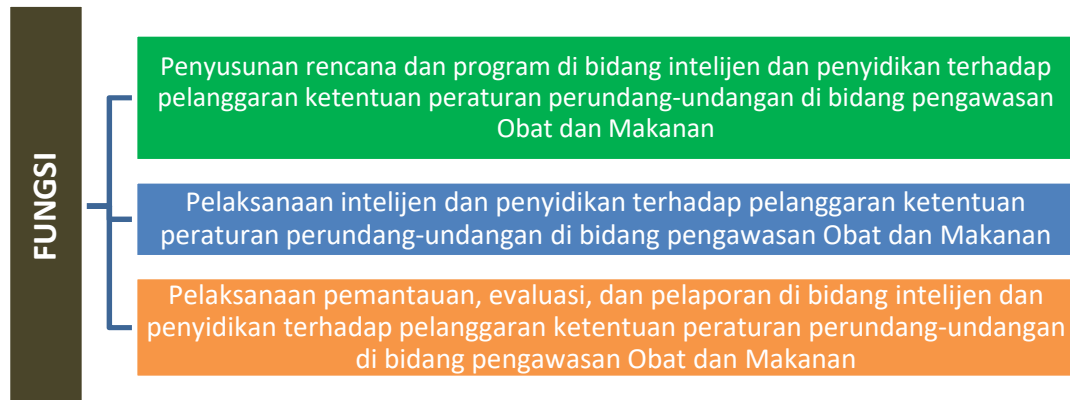 FUNGSI
Penyusunan rencana dan program di bidang intelijen dan penyidikan terhadap
pelanggaran ketentuan peraturan perundang-undangan di bidang pengawasan
Obat dan Makanan
Pelaksanaan intelijen dan penyidikan terhadap pelanggaran ketentuan
peraturan perundang-undangan di bidang pengawasan Obat dan Makanan
Pelaksanaan pemantauan, evaluasi, dan pelaporan di bidang intelijen dan
penyidikan terhadap pelanggaran ketentuan peraturan perundang-undangan
di bidang pengawasan Obat dan Makanan